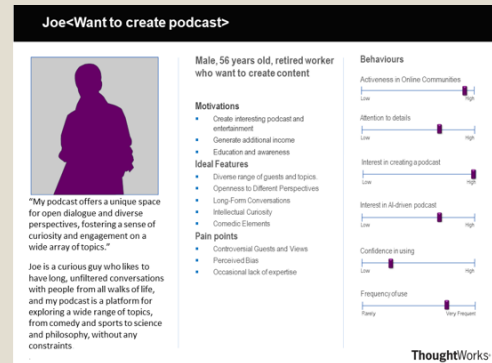 Joe<Want to create podcast>
"My podcast offers a unique space
for open dialogue and diverse
perspectives, fostering a sense of
curiosity and engagement on a
wide array of topics."
Joe is a curious guy who likes to
have long, unfiltered conversations
with people from all walks of life,
and my podcast is a platform for
exploring a wide range of topics,
from comedy and sports to science
and philosophy, without any
constraints
Male, 56 years old, retired worker
who want to create content
Motivations
• Create interesting podcast and
entertainment
• Generate additional income
• Education and awareness
Ideal Features
• Diverse range of guests and topics.
• Openness to Different Perspectives
• Long-Form Conversations
• Intellectual Curiosity
• Comedic Elements
Pain points
• Controversial Guests and Views
• Perceived Bias
• Occasional lack of expertise
Behaviours
Activeness in Online Communities
Low High
Attention to details
Low High
Interest in creating a podcast
Low High
Interest in AI-driven podcast
Low High
Confidence in using
Low High
Frequency of use
Rarely Very Frequent
ThoughtWorks